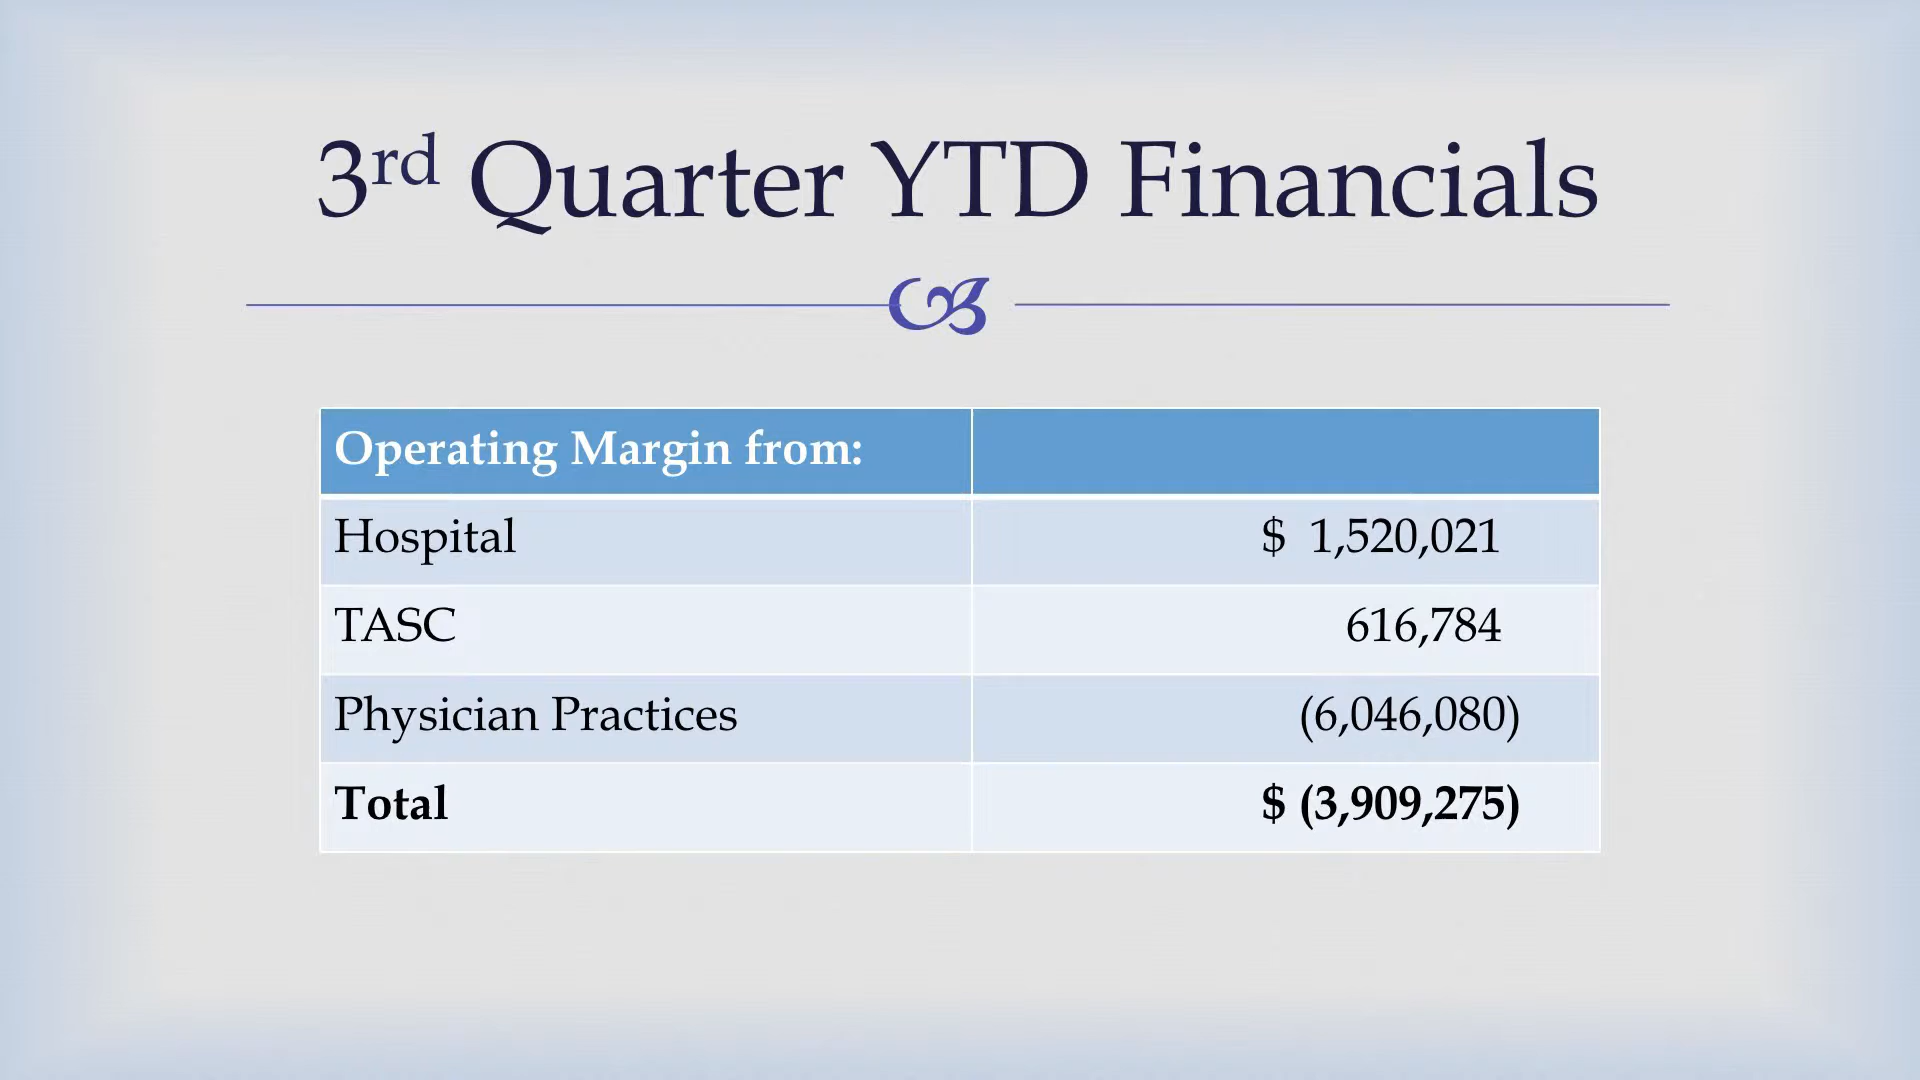 3rd Quarter YTD Financials
Operating Margin from:
Hospital $ 1,520,021
TASC 616,784
Physician Practices (6,046,080)
Total $ (3,909,275)